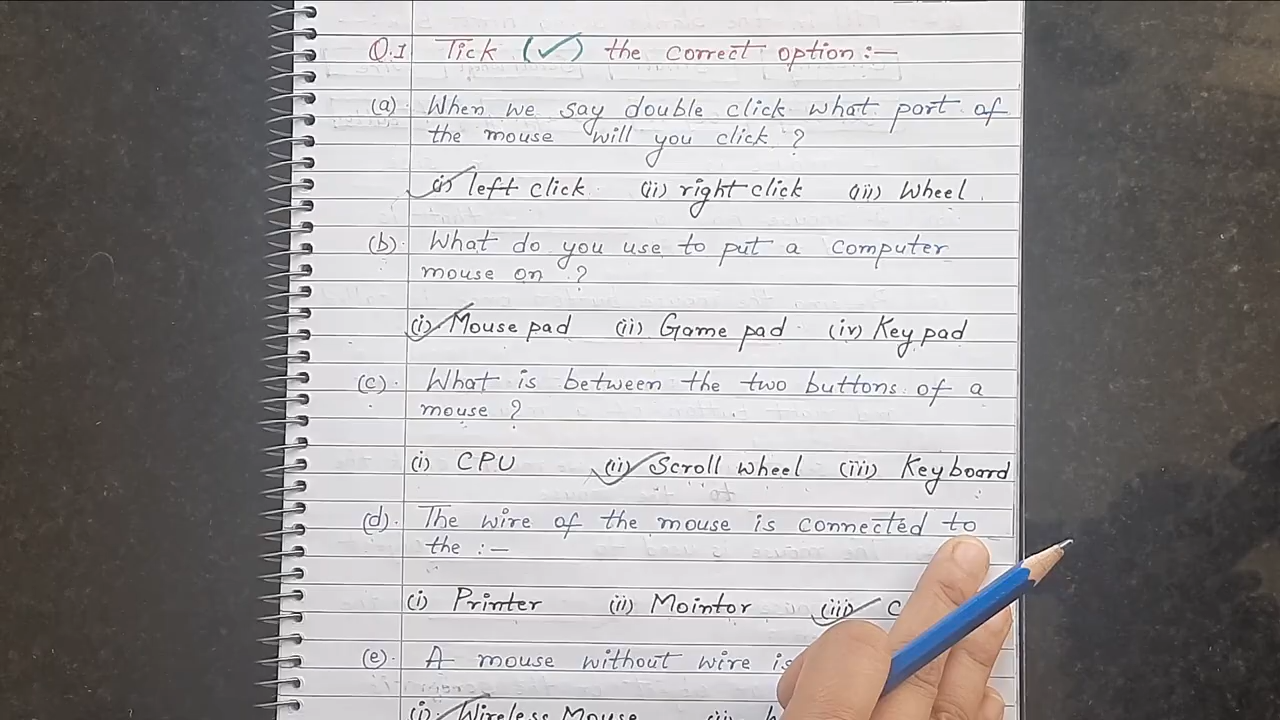 Q.1 Tick (✓) the correct option :-
(a). When we say double click what part of
the mouse will you click ?
(i) left click. (ii) right click (iii) Wheel.
(b). What do you use to put a computer
mouse on ?
(i) Mouse pad (ii) Game pad. (iv) Key pad
(c). What is between the two buttons of a
mouse ?
(i) CPU (ii) Scroll wheel (iii) Keyboard
(d). The wire of the mouse is connected to
the :-
(i) Printer (ii) Mointor (iii) C
(e). A mouse without wire is
(i) Wireless Mouse (ii)